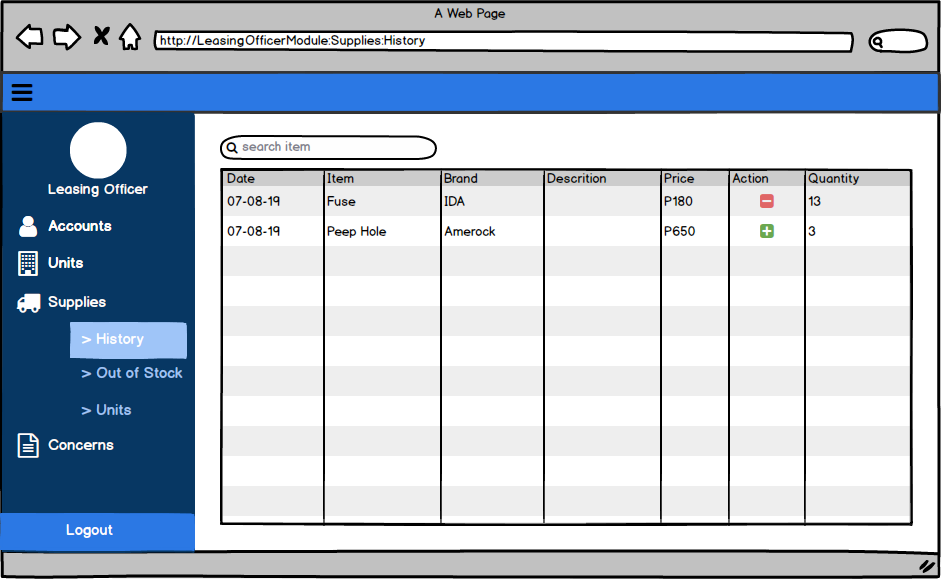 A Web Page
http://LeasingOfficerModule:Supplies:History
Leasing Officer
Accounts
Units
Supplies
> History
> Out of Stock
> Units
Concerns
Logout
search item
Date Item Brand Descrition Price Action Quantity
07-08-19 Fuse IDA P180 13
07-08-19 Peep Hole Amerock P650 3